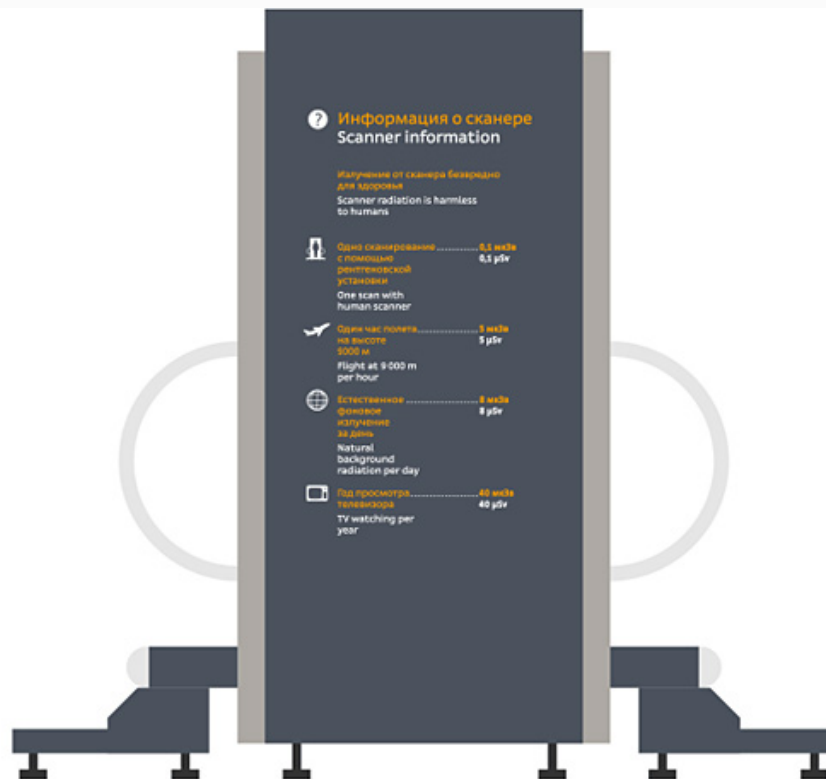 ?
Информация о сканере
Scanner information
Излучение от сканера безвредно
для здоровья
Scanner radiation is harmless
to humans
Одно сканирование ............ 0,1 мкЗв
с помощью 0,1 µSv
рентгеновской
установки
One scan with
human scanner
Один час полета ................ 5 мкЗв
на высоте 5 µSv
9000 м
Flight at 9 000 m
per hour
Естественное .................... 8 мкЗв
фоновое 8 µSv
излучение
за день
Natural
background
radiation per day
Год просмотра .................. 40 мкЗв
телевизора 40 µSv
TV watching per
year